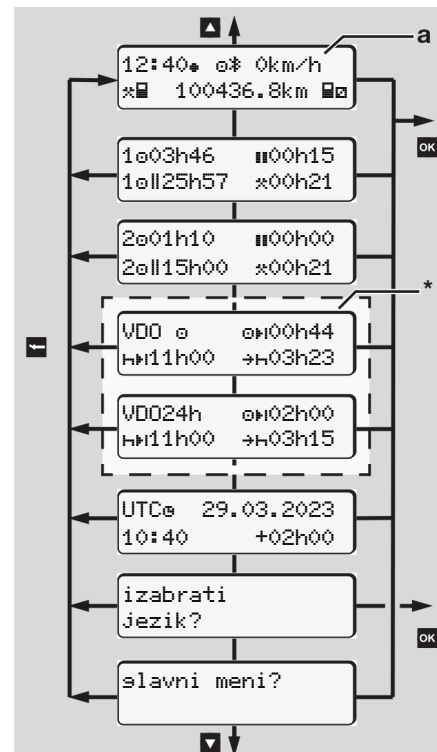 a
12:40 0km/h
100436.8km
OK
1 03h46 00h15
1 25h57 00h21
2 01h10 00h00
2 15h00 00h21
*
VDO 00h44
11h00 03h23
VDO24h 02h00
11h00 03h15
UTC 29.03.2023
10:40 +02h00
izabrati
jezik?
OK
glavni meni?